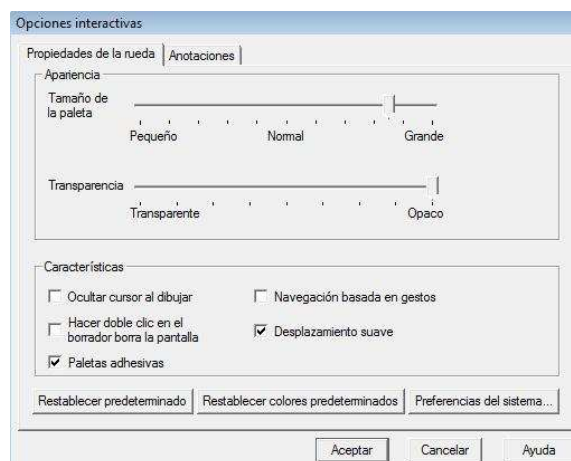 Opciones interactivas
Propiedades de la rueda Anotaciones
Apariencia
Tamaño de
la paleta
Pequeño Normal Grande
Transparencia
Transparente Opaco
Características
Ocultar cursor al dibujar Navegación basada en gestos
Hacer doble clic en el
borrador borra la pantalla Desplazamiento suave
Paletas adhesivas
Restablecer predeterminado Restablecer colores predeterminados Preferencias del sistema...
Aceptar Cancelar Ayuda